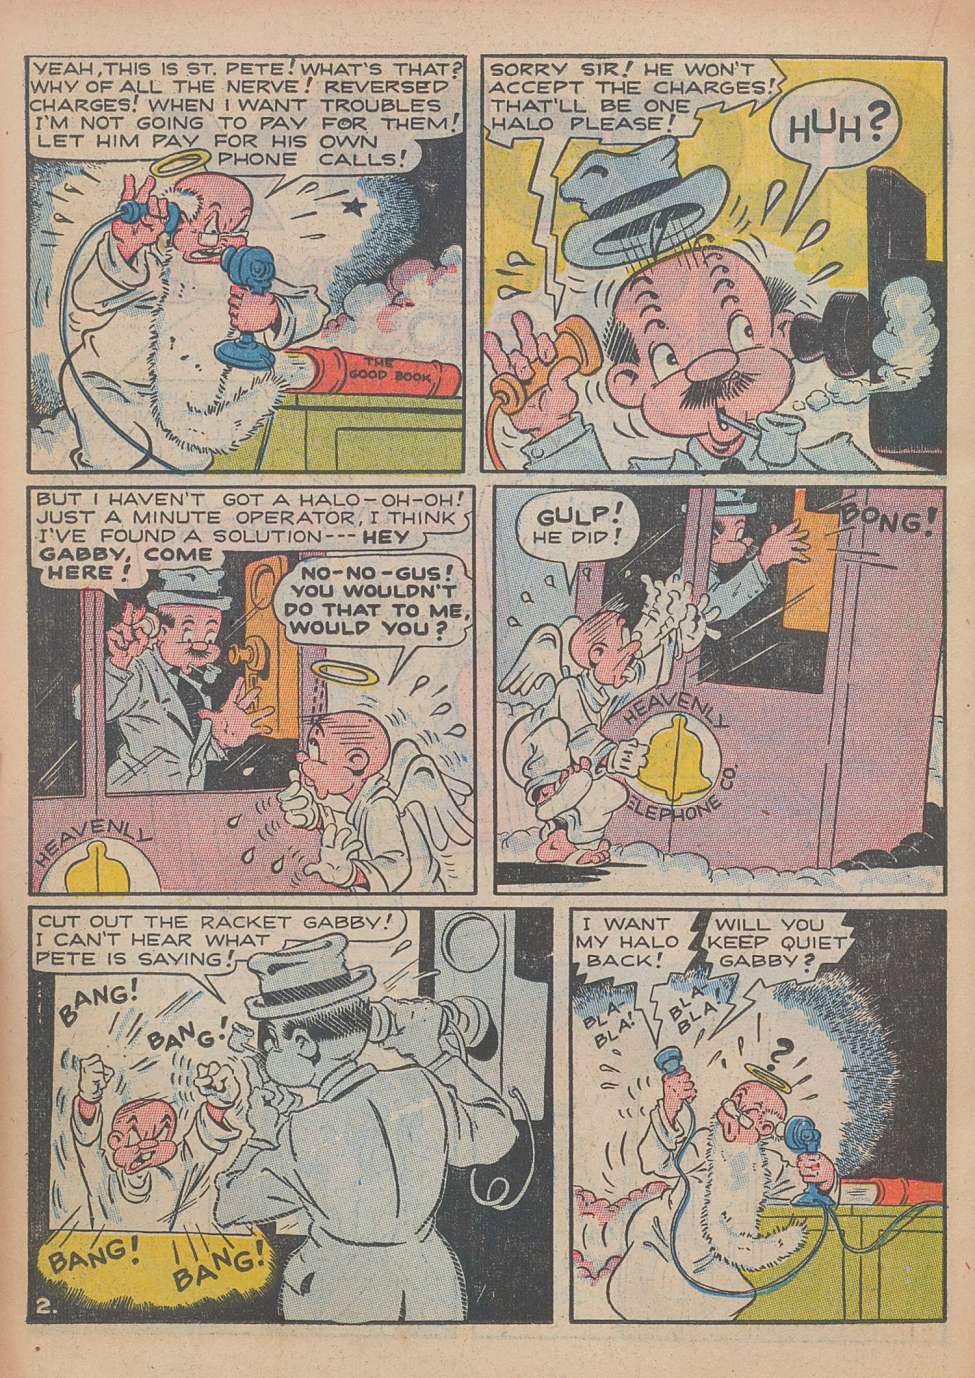 YEAH, THIS IS ST. PETE! WHAT'S THAT?
WHY OF ALL THE NERVE! REVERSED
CHARGES! WHEN I WANT TROUBLES
I'M NOT GOING TO PAY FOR THEM!
LET HIM PAY FOR HIS OWN
PHONE CALLS!
THE
GOOD BOOK
SORRY SIR! HE WON'T
ACCEPT THE CHARGES!
THAT'LL BE ONE
HALO PLEASE!
HUH?
BUT I HAVEN'T GOT A HALO-OH-OH!
JUST A MINUTE OPERATOR, I THINK
I'VE FOUND A SOLUTION--- HEY
GABBY, COME
HERE!
NO-NO-GUS!
YOU WOULDN'T
DO THAT TO ME,
WOULD YOU?
HEAVENLL
GULP!
HE DID!
BONG!
HEAVENLY
ELEPHONE CO.
CUT OUT THE RACKET GABBY!
I CAN'T HEAR WHAT
PETE IS SAYING!
BANG!
BANG!
BANG!
BANG!
2.
I WANT
MY HALO
BACK!
WILL YOU
KEEP QUIET
GABBY?
BLA-
BLA!
BLA-
BLA!
?